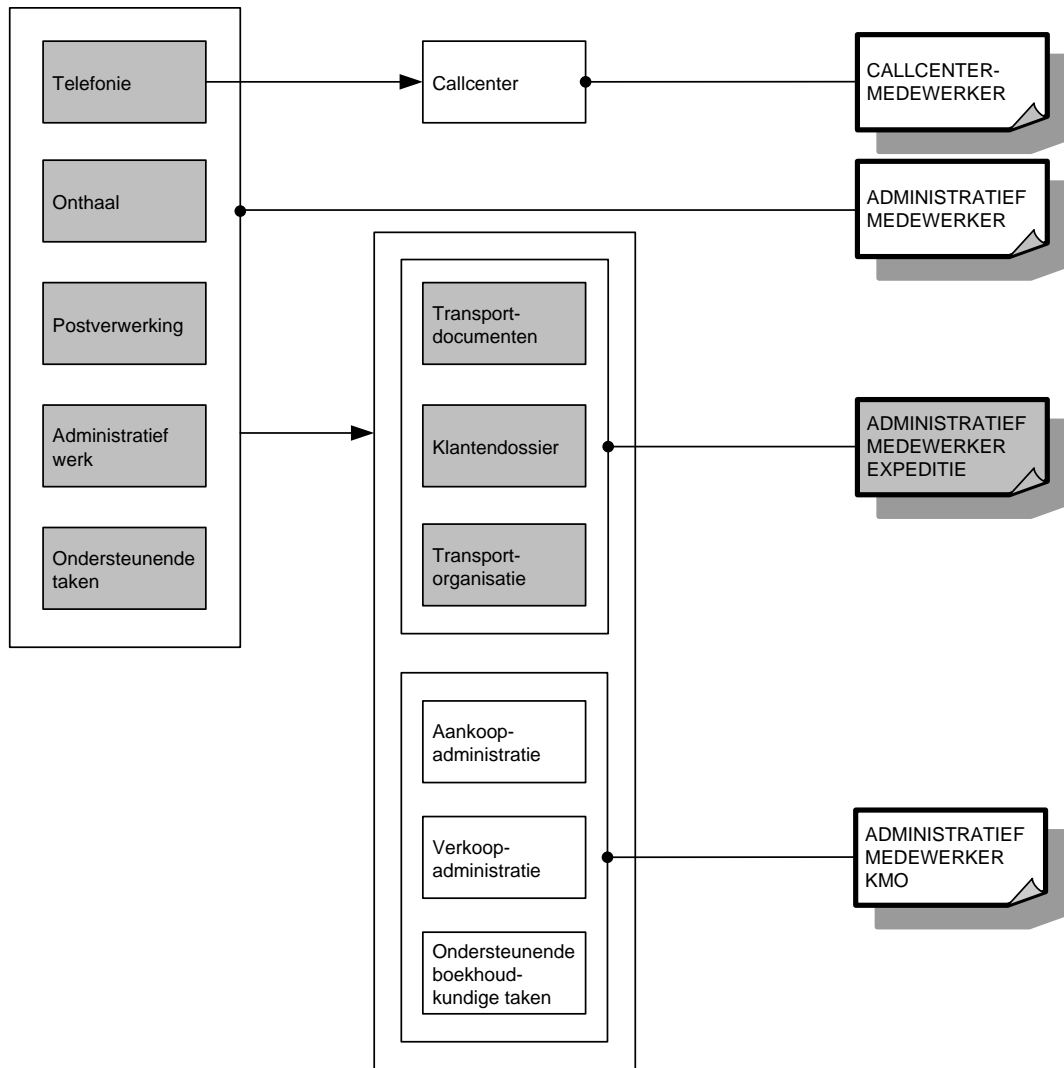 Telefonie
Callcenter
CALLCENTER-
MEDEWERKER
Onthaal
ADMINISTRATIEF
MEDEWERKER
Postverwerking
Transport-
documenten
Administratief
werk
Klantendossier
ADMINISTRATIEF
MEDEWERKER
EXPEDITIE
Ondersteunende
taken
Transport-
organisatie
Aankoop-
administratie
Verkoop-
administratie
ADMINISTRATIEF
MEDEWERKER
KMO
Ondersteunende
boekhoud-
kundige taken